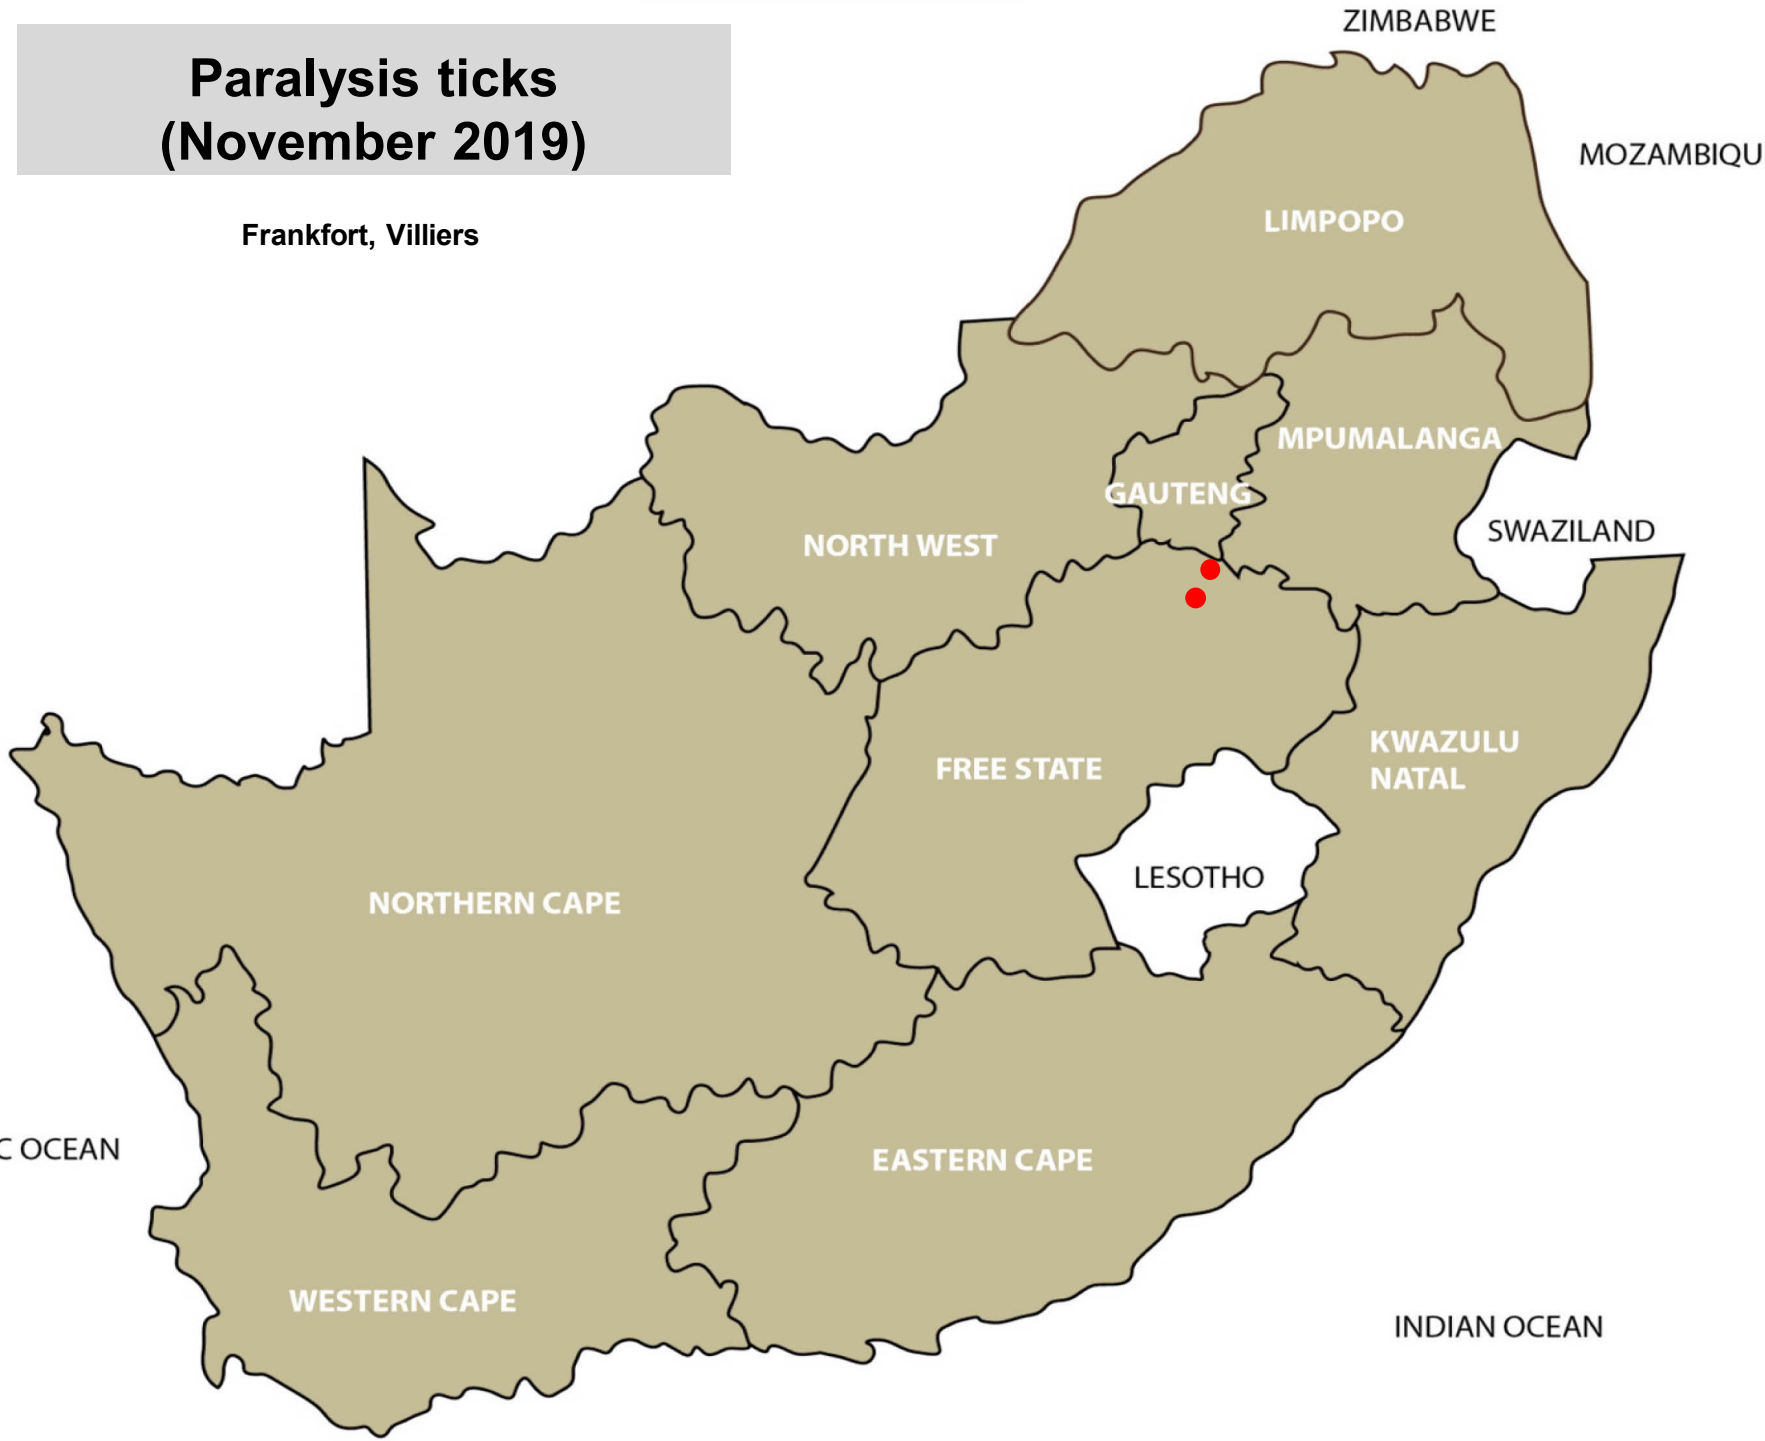 Paralysis ticks
(November 2019)
Frankfort, Villiers
ZIMBABWE
MOZAMBIQU
LIMPOPO
MPUMALANGA
GAUTENG
NORTH WEST
SWAZILAND
KWAZULU
NATAL
FREE STATE
LESOTHO
NORTHERN CAPE
C OCEAN
EASTERN CAPE
WESTERN CAPE
INDIAN OCEAN